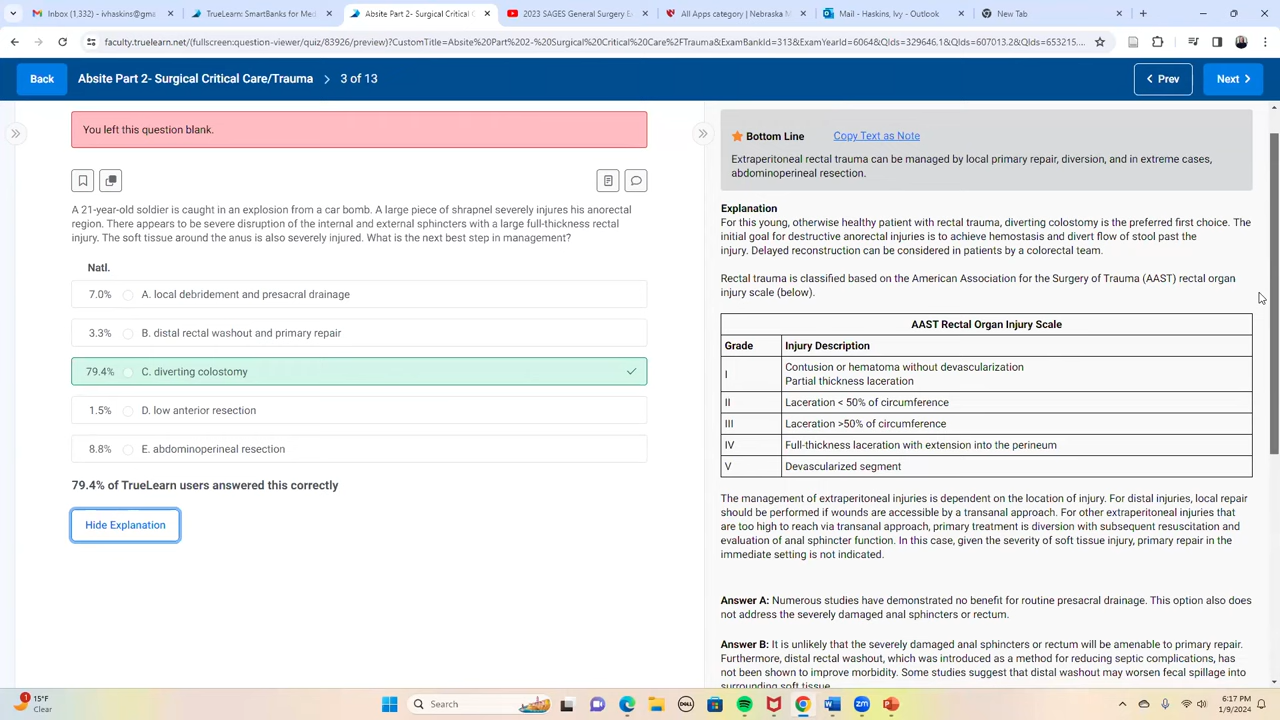 Inbox (1,332) - ivhaskins@gma
TrueLearn: SmartBanks for Med
Absite Part 2- Surgical Critical C
2023 SAGES General Surgery E
All Apps category | Nebraska M
Mail - Haskins, Ivy - Outlook
New Tab
faculty.truelearn.net/(fullscreen:question-viewer/quiz/83926/preview)?CustomTitle=Absite%20Part%202-%20Surgical%20Critical%20Care%2FTrauma&ExamBankId=313&ExamYearId=6064&QIds=329646.1&QIds=607013.2&QIds=653215....
Back
Absite Part 2- Surgical Critical Care/Trauma
3 of 13
Prev
Next
You left this question blank.
A 21-year-old soldier is caught in an explosion from a car bomb. A large piece of shrapnel severely injures his anorectal
region. There appears to be severe disruption of the internal and external sphincters with a large full-thickness rectal
injury. The soft tissue around the anus is also severely injured. What is the next best step in management?
Natl.
7.0% A. local debridement and presacral drainage
3.3% B. distal rectal washout and primary repair
79.4% C. diverting colostomy
1.5% D. low anterior resection
8.8% E. abdominoperineal resection
79.4% of TrueLearn users answered this correctly
Hide Explanation
Bottom Line Copy Text as Note
Extraperitoneal rectal trauma can be managed by local primary repair, diversion, and in extreme cases,
abdominoperineal resection.
Explanation
For this young, otherwise healthy patient with rectal trauma, diverting colostomy is the preferred first choice. The
initial goal for destructive anorectal injuries is to achieve hemostasis and divert flow of stool past the
injury. Delayed reconstruction can be considered in patients by a colorectal team.
Rectal trauma is classified based on the American Association for the Surgery of Trauma (AAST) rectal organ
injury scale (below).
AAST Rectal Organ Injury Scale
Grade Injury Description
I Contusion or hematoma without devascularization
Partial thickness laceration
II Laceration < 50% of circumference
III Laceration >50% of circumference
IV Full-thickness laceration with extension into the perineum
V Devascularized segment
The management of extraperitoneal injuries is dependent on the location of injury. For distal injuries, local repair
should be performed if wounds are accessible by a transanal approach. For other extraperitoneal injuries that
are too high to reach via transanal approach, primary treatment is diversion with subsequent resuscitation and
evaluation of anal sphincter function. In this case, given the severity of soft tissue injury, primary repair in the
immediate setting is not indicated.
Answer A: Numerous studies have demonstrated no benefit for routine presacral drainage. This option also does
not address the severely damaged anal sphincters or rectum.
Answer B: It is unlikely that the severely damaged anal sphincters or rectum will be amenable to primary repair.
Furthermore, distal rectal washout, which was introduced as a method for reducing septic complications, has
not been shown to improve morbidity. Some studies suggest that distal washout may worsen fecal spillage into
surrounding soft tissue.
1
15°F
Clear
Search
DELL
6:17 PM
1/9/2024